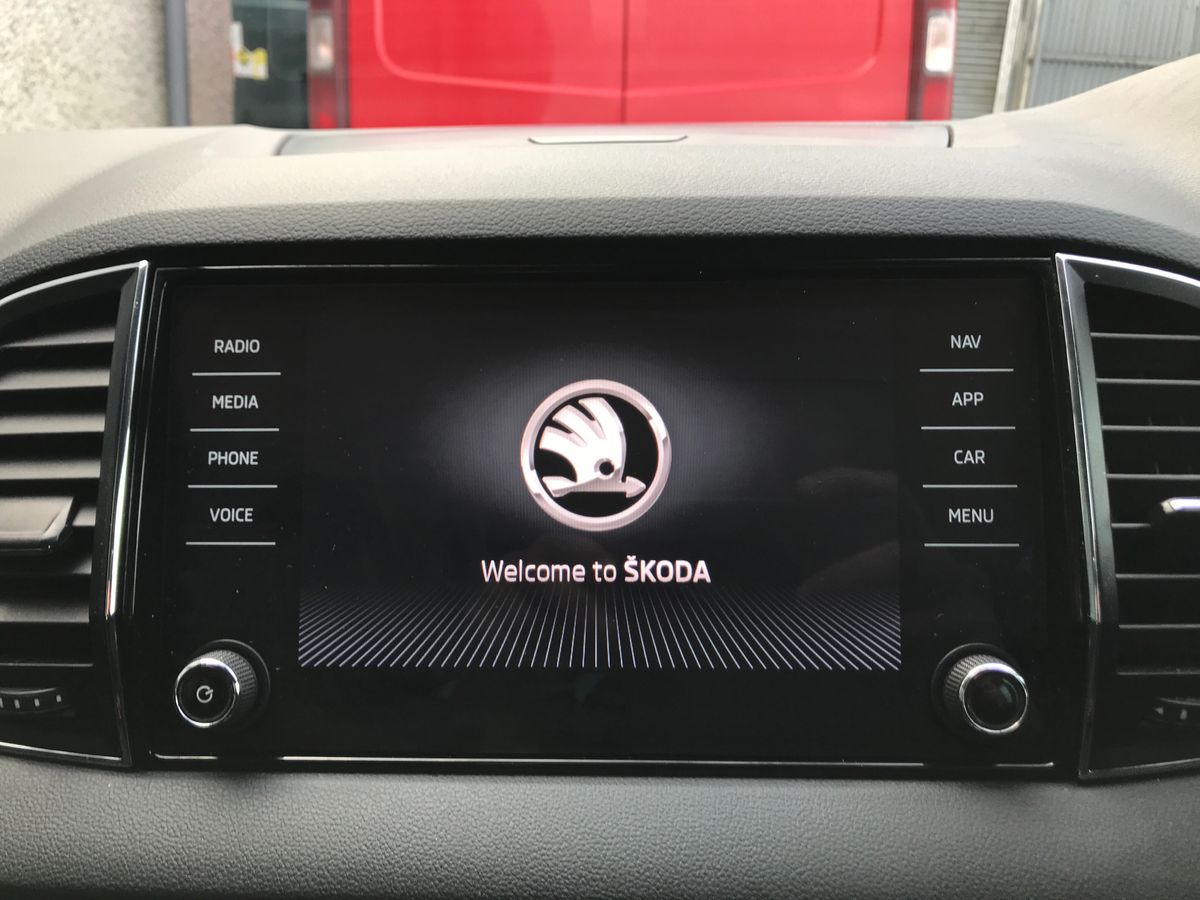 RADIO
MEDIA
PHONE
VOICE
Welcome to ŠKODA
NAV
APP
CAR
MENU